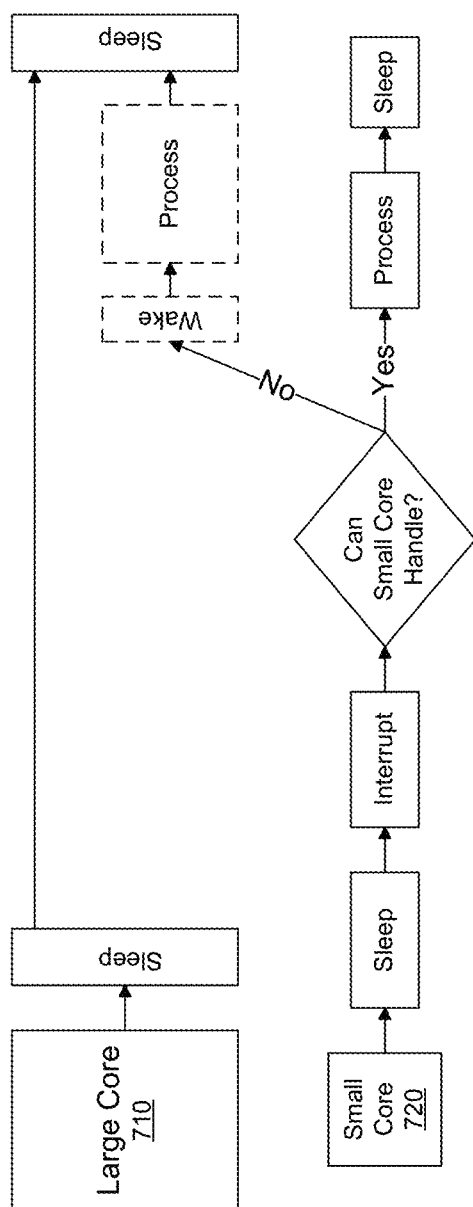 Large Core
710
Sleep
Wake
Process
Sleep
Small
Core
720
Sleep
Interrupt
Can
Small Core
Handle?
No
Yes
Process
Sleep